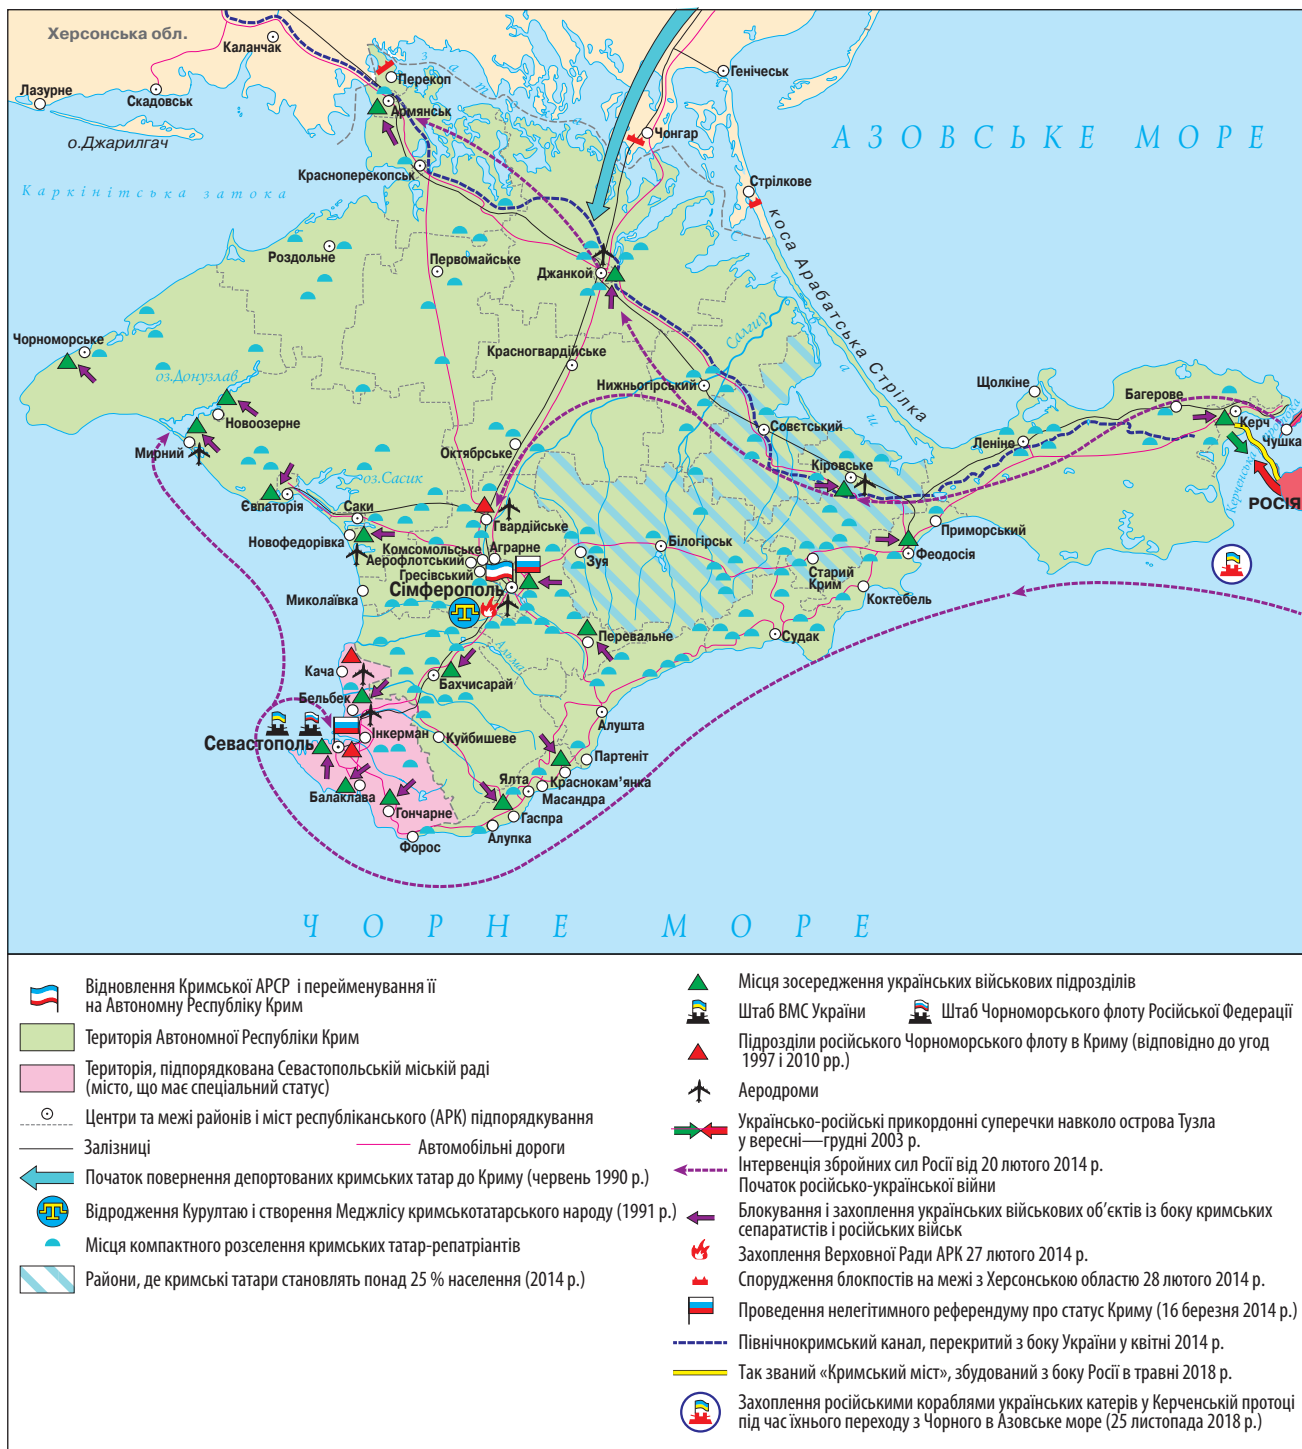 Херсонська обл.
Каланчак
Лазурне
Скадовськ
о.Джарилгач
Перекоп
Армянськ
Генічеськ
Чонгар
АЗОВСЬКЕ МОРЕ
Каркінітська затока
Красноперекопськ
Стрілкове
коса Арабатська Стрілка
Роздольне
Первомайське
Джанкой
Чорноморське
оз.Донузлав
Красногвардійське
Салгир
Нижньогірський
Щолкіне
Багерове
Керч
Чушка
Новоозерне
Мирний
Октябрське
Совєтський
Леніне
Кіровське
оз.Сасик
Євпаторія
Саки
Гвардійське
РОСІЯ
Новофедорівка
Приморський
Феодосія
Комсомольське
Аграрне
Аерофлотський
Гресівський
Зуя
Білогірськ
Старий
Крим
Сімферополь
Миколаївка
Коктебель
Перевальне
Судак
Альма
Кача
Бахчисарай
Бельбек
Алушта
Севастополь
Інкерман
Куйбишеве
Партеніт
Ялта
Краснокам’янка
Балаклава
Масандра
Гончарне
Гаспра
Алупка
Форос
ЧОРНЕ МОРЕ
Відновлення Кримської АРСР і перейменування її
на Автономну Республіку Крим
Територія Автономної Республіки Крим
Територія, підпорядкована Севастопольській міській раді
(місто, що має спеціальний статус)
Центри та межі районів і міст республіканського (АРК) підпорядкування
Залізниці
Автомобільні дороги
Початок повернення депортованих кримських татар до Криму (червень 1990 р.)
Відродження Курултаю і створення Меджлісу кримськотатарського народу (1991 р.)
Місця компактного розселення кримських татар-репатріантів
Райони, де кримські татари становлять понад 25 % населення (2014 р.)
Місця зосередження українських військових підрозділів
Штаб ВМС України
Штаб Чорноморського флоту Російської Федерації
Підрозділи російського Чорноморського флоту в Криму (відповідно до угод
1997 і 2010 рр.)
Аеродроми
Українсько-російські прикордонні суперечки навколо острова Тузла
у вересні—грудні 2003 р.
Інтервенція збройних сил Росії від 20 лютого 2014 р.
Початок російсько-української війни
Блокування і захоплення українських військових об’єктів із боку кримських
сепаратистів і російських військ
Захоплення Верховної Ради АРК 27 лютого 2014 р.
Спорудження блокпостів на межі з Херсонською областю 28 лютого 2014 р.
Проведення нелегітимного референдуму про статус Криму (16 березня 2014 р.)
Північнокримський канал, перекритий з боку України у квітні 2014 р.
Так званий «Кримський міст», збудований з боку Росії в травні 2018 р.
Захоплення російськими кораблями українських катерів у Керченській протоці
під час їхнього переходу з Чорного в Азовське море (25 листопада 2018 р.)